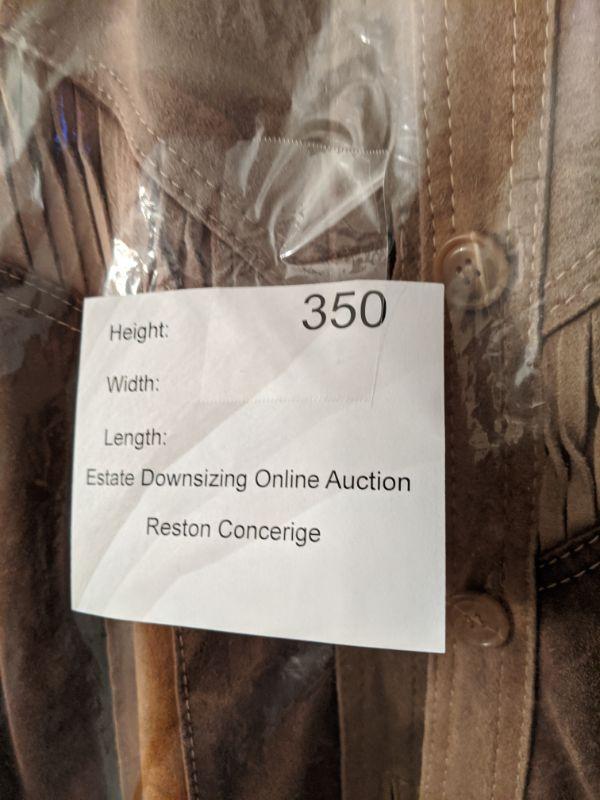 350
Height:
Width:
Length:
Estate Downsizing Online Auction
Reston Concerige